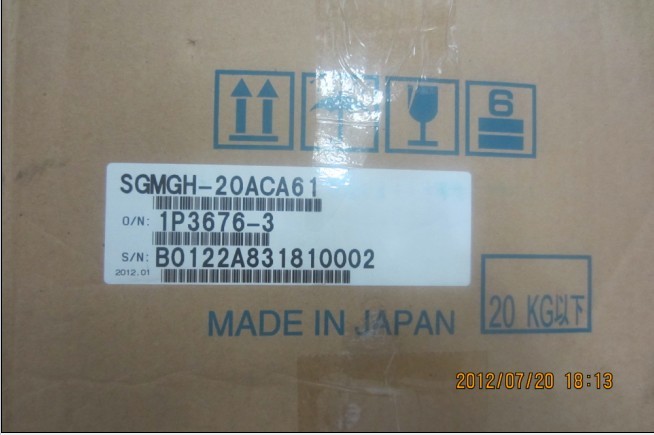 6
SGMGH-20ACA61
O/N: 1P3676-3
S/N: B0122A831810002
2012.01
20 KG以下
MADE IN JAPAN
2012/07/20 18:13